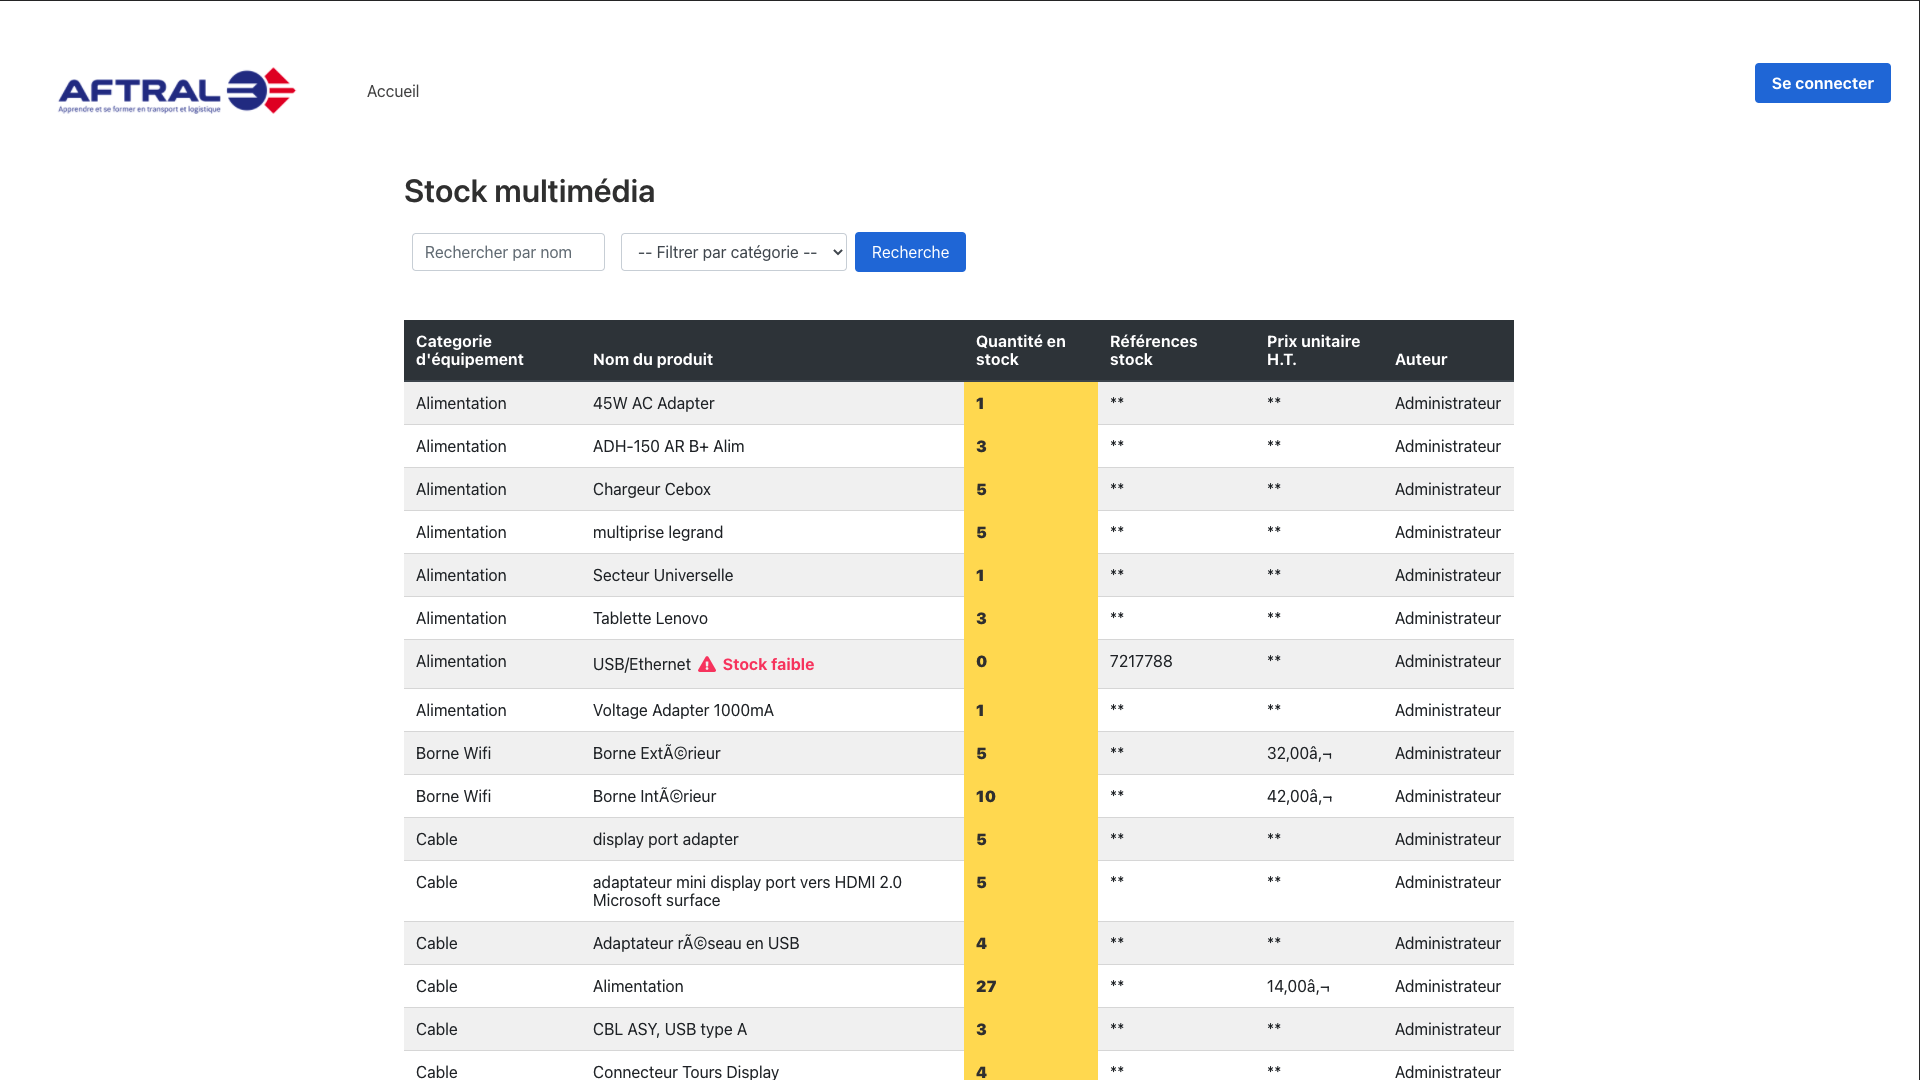 AFTRAL
Apprendre et se former en transport et logistique
Accueil
Se connecter
Stock multimédia
Rechercher par nom
-- Filtrer par catégorie --
Recherche
Categorie d'équipement Nom du produit Quantité en stock Références stock Prix unitaire H.T. Auteur
Alimentation 45W AC Adapter 1 ** ** Administrateur
Alimentation ADH-150 AR B+ Alim 3 ** ** Administrateur
Alimentation Chargeur Cebox 5 ** ** Administrateur
Alimentation multiprise legrand 5 ** ** Administrateur
Alimentation Secteur Universelle 1 ** ** Administrateur
Alimentation Tablette Lenovo 3 ** ** Administrateur
Alimentation USB/Ethernet Stock faible 0 7217788 ** Administrateur
Alimentation Voltage Adapter 1000mA 1 ** ** Administrateur
Borne Wifi Borne ExtÃ©rieur 5 ** 32,00â‚¬ Administrateur
Borne Wifi Borne IntÃ©rieur 10 ** 42,00â‚¬ Administrateur
Cable display port adapter 5 ** ** Administrateur
Cable adaptateur mini display port vers HDMI 2.0 Microsoft surface 5 ** ** Administrateur
Cable Adaptateur rÃ©seau en USB 4 ** ** Administrateur
Cable Alimentation 27 ** 14,00â‚¬ Administrateur
Cable CBL ASY, USB type A 3 ** ** Administrateur
Cable Connecteur Tours Display 4 ** ** Administrateur